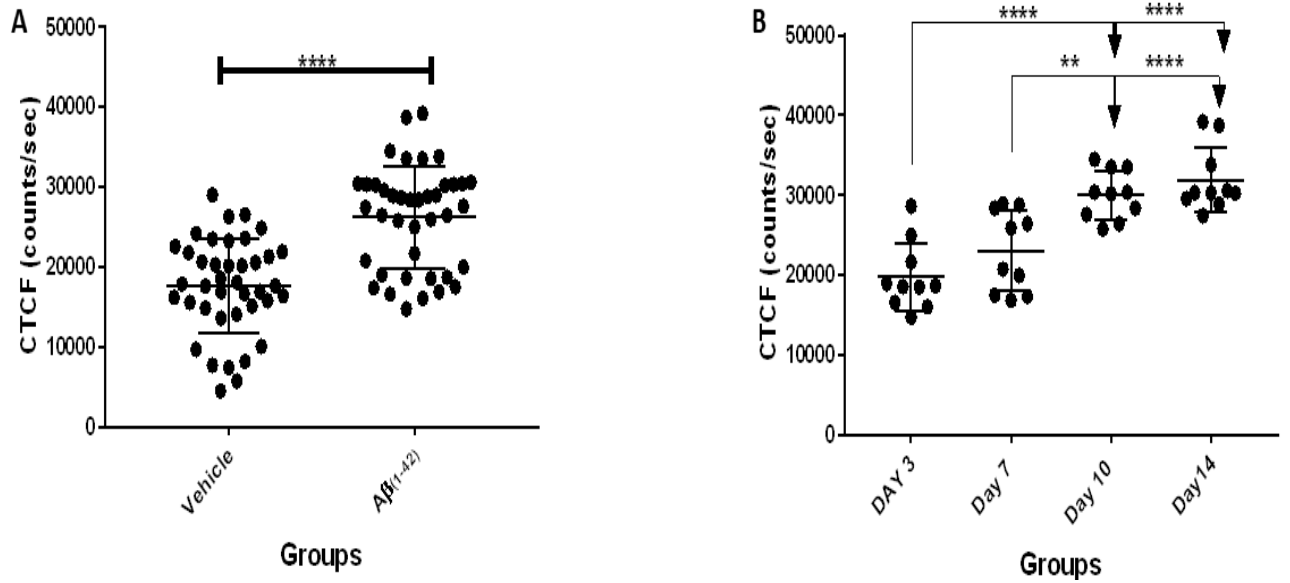 A
50000
40000
30000
20000
10000
0
CTCF (counts/sec)
****
Vehicle
Aβ(1-42)
Groups
B
50000
40000
30000
20000
10000
0
CTCF (counts/sec)
**** ****
** ****
DAY 3
Day 7
Day 10
Day14
Groups